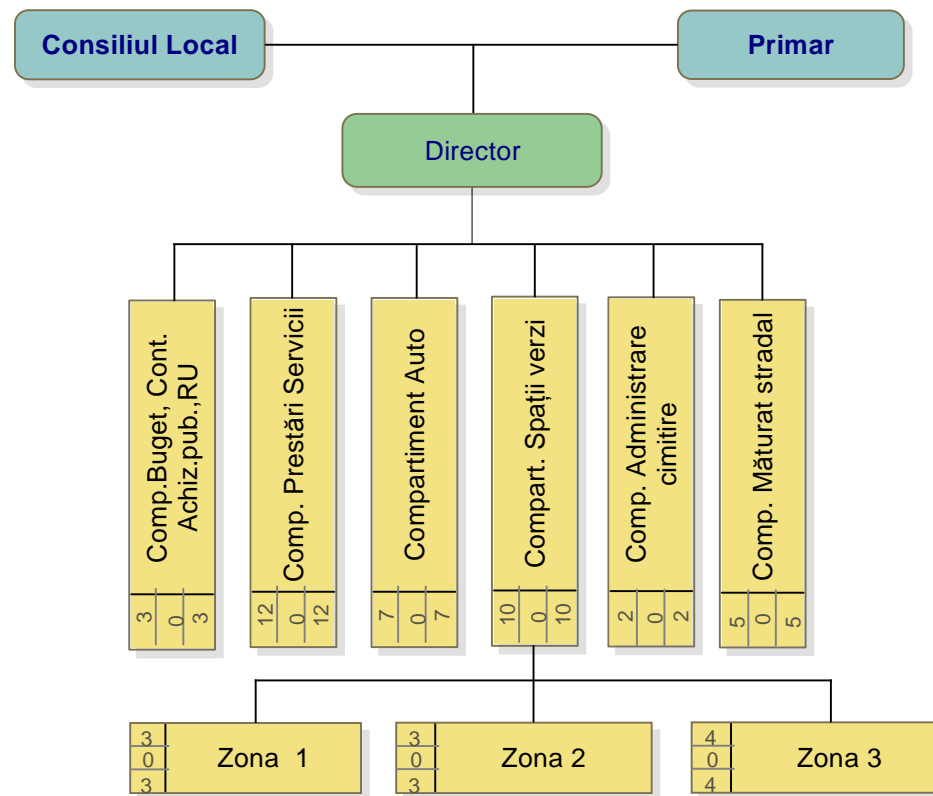 Consiliul Local
Primar
Director
Comp.Buget, Cont.
Achiz.pub.,RU
3 0 3
Comp. Prestări Servicii
12 0 12
Compartiment Auto
7 0 7
Compart. Spații verzi
10 0 10
Comp. Administrare
cimitire
2 0 2
Comp. Măturat stradal
5 0 5
3
0
3
Zona 1
3
0
3
Zona 2
4
0
4
Zona 3